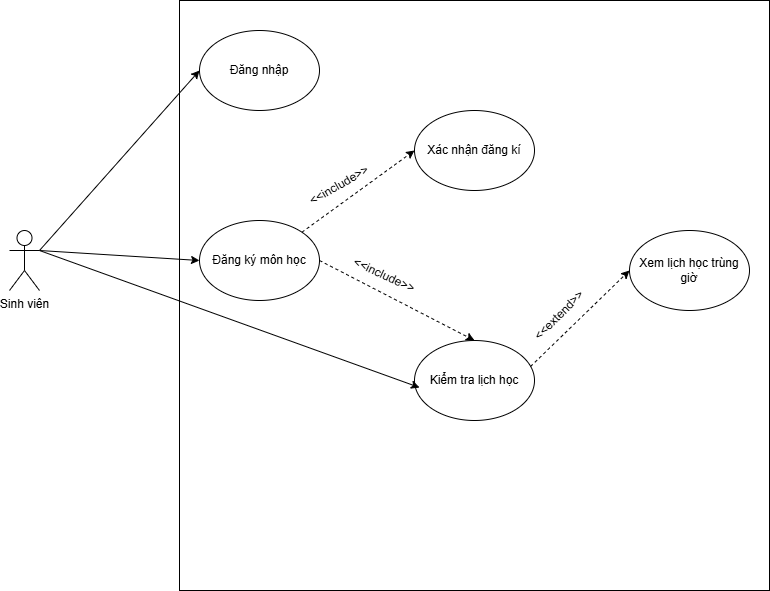 Đăng nhập
Xác nhận đăng kí
<<include>>
Đăng ký môn học
<<include>>
Xem lịch học trùng
giờ
Sinh viên
<<extend>>
Kiểm tra lịch học